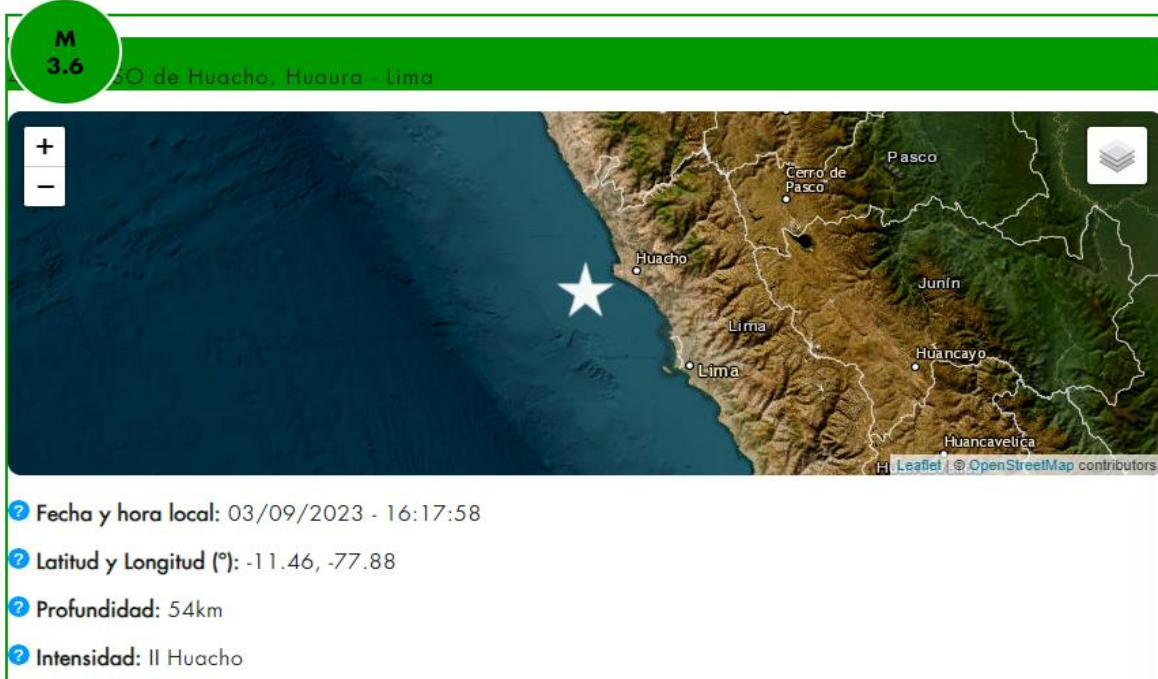 M
3.6
SO de Huacho, Huaura - Lima
+
−
Pasco
Cerro de
Pasco
Huacho
Junín
Lima
Huancayo
Lima
Huancavelica
Leaflet | © OpenStreetMap contributors
Fecha y hora local: 03/09/2023 - 16:17:58
Latitud y Longitud (°): -11.46, -77.88
Profundidad: 54km
Intensidad: II Huacho